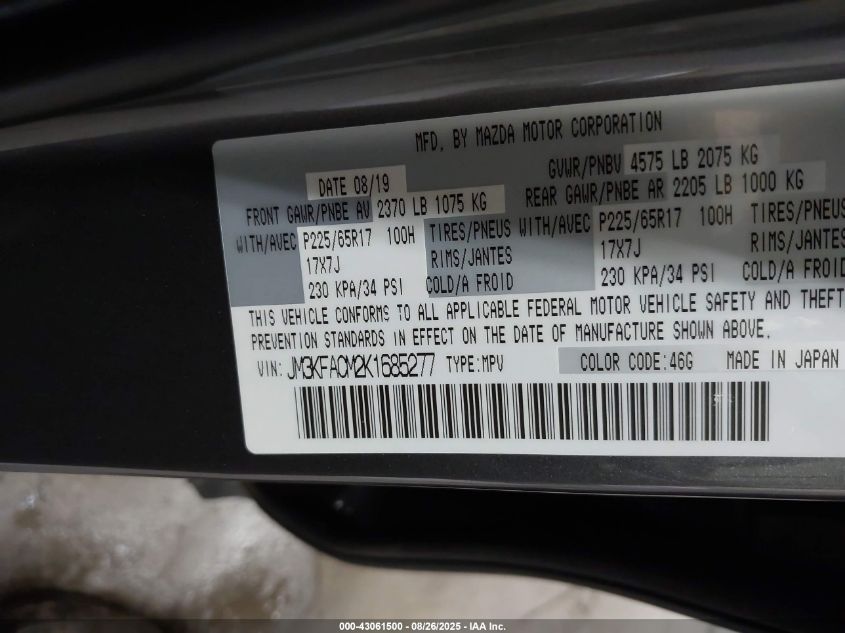 MFD. BY MAZDA MOTOR CORPORATION
DATE 08/19 GVWR/PNBV 4575 LB 2075 KG
FRONT GAWR/PNBE AV 2370 LB 1075 KG REAR GAWR/PNBE AR 2205 LB 1000 KG
WITH/AVEC P225/65R17 100H TIRES/PNEUS WITH/AVEC P225/65R17 100H TIRES/PNEUS
17X7J RIMS/JANTES 17X7J RIMS/JANTES
230 KPA/34 PSI COLD/A FROID 230 KPA/34 PSI COLD/A FROID
THIS VEHICLE CONFORMS TO ALL APPLICABLE FEDERAL MOTOR VEHICLE SAFETY AND THEFT
PREVENTION STANDARDS IN EFFECT ON THE DATE OF MANUFACTURE SHOWN ABOVE.
VIN: JM3KFACM2K1685277 TYPE:MPV COLOR CODE:46G MADE IN JAPAN
000-43061500 - 08/26/2025 - IAA Inc.